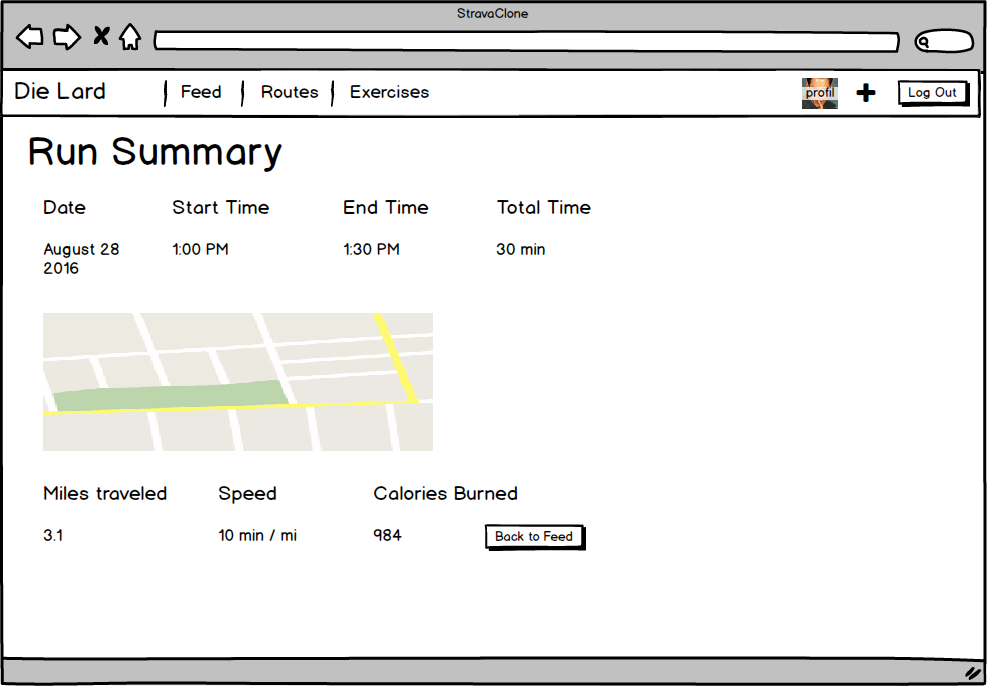 StravaClone
Die Lard Feed Routes Exercises profil Log Out
Run Summary
Date Start Time End Time Total Time
August 28 1:00 PM 1:30 PM 30 min
2016
Miles traveled Speed Calories Burned
3.1 10 min / mi 984 Back to Feed